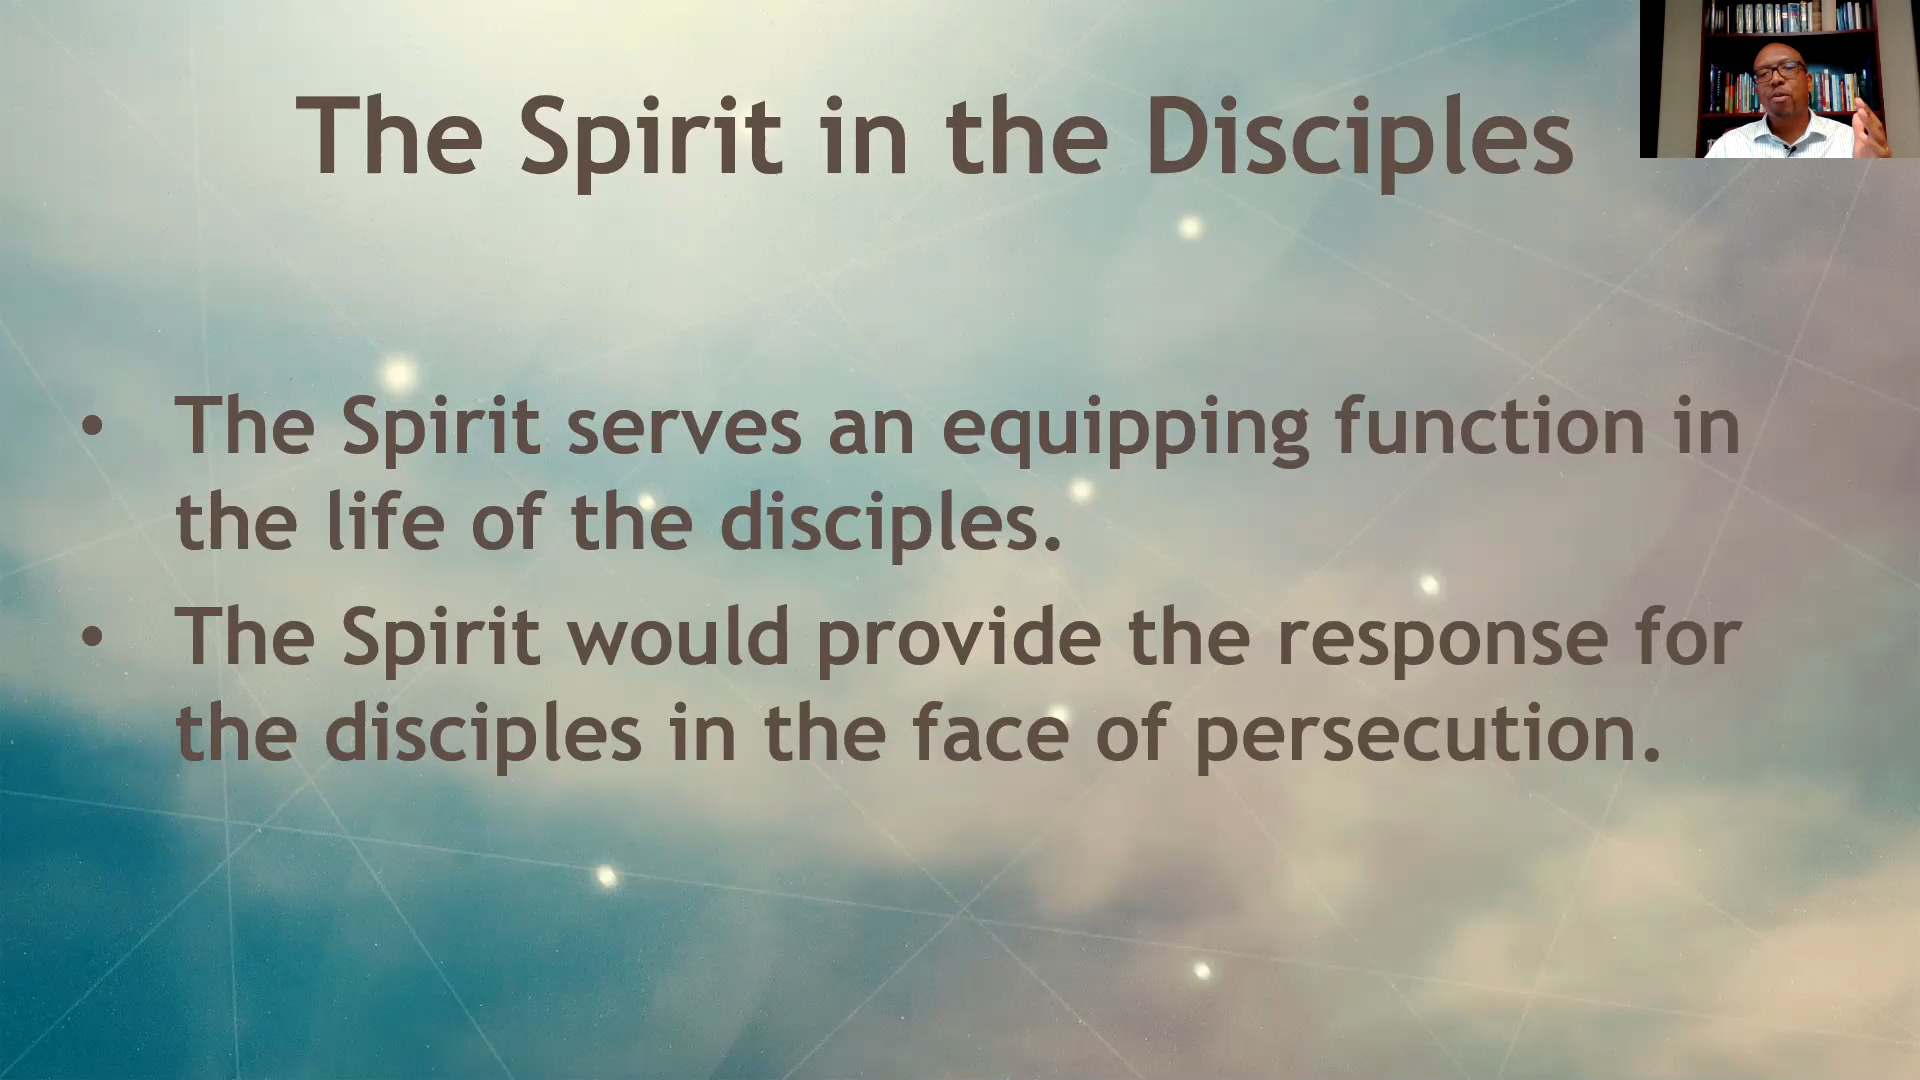 The Spirit in the Disciples
• The Spirit serves an equipping function in
the life of the disciples.
• The Spirit would provide the response for
the disciples in the face of persecution.